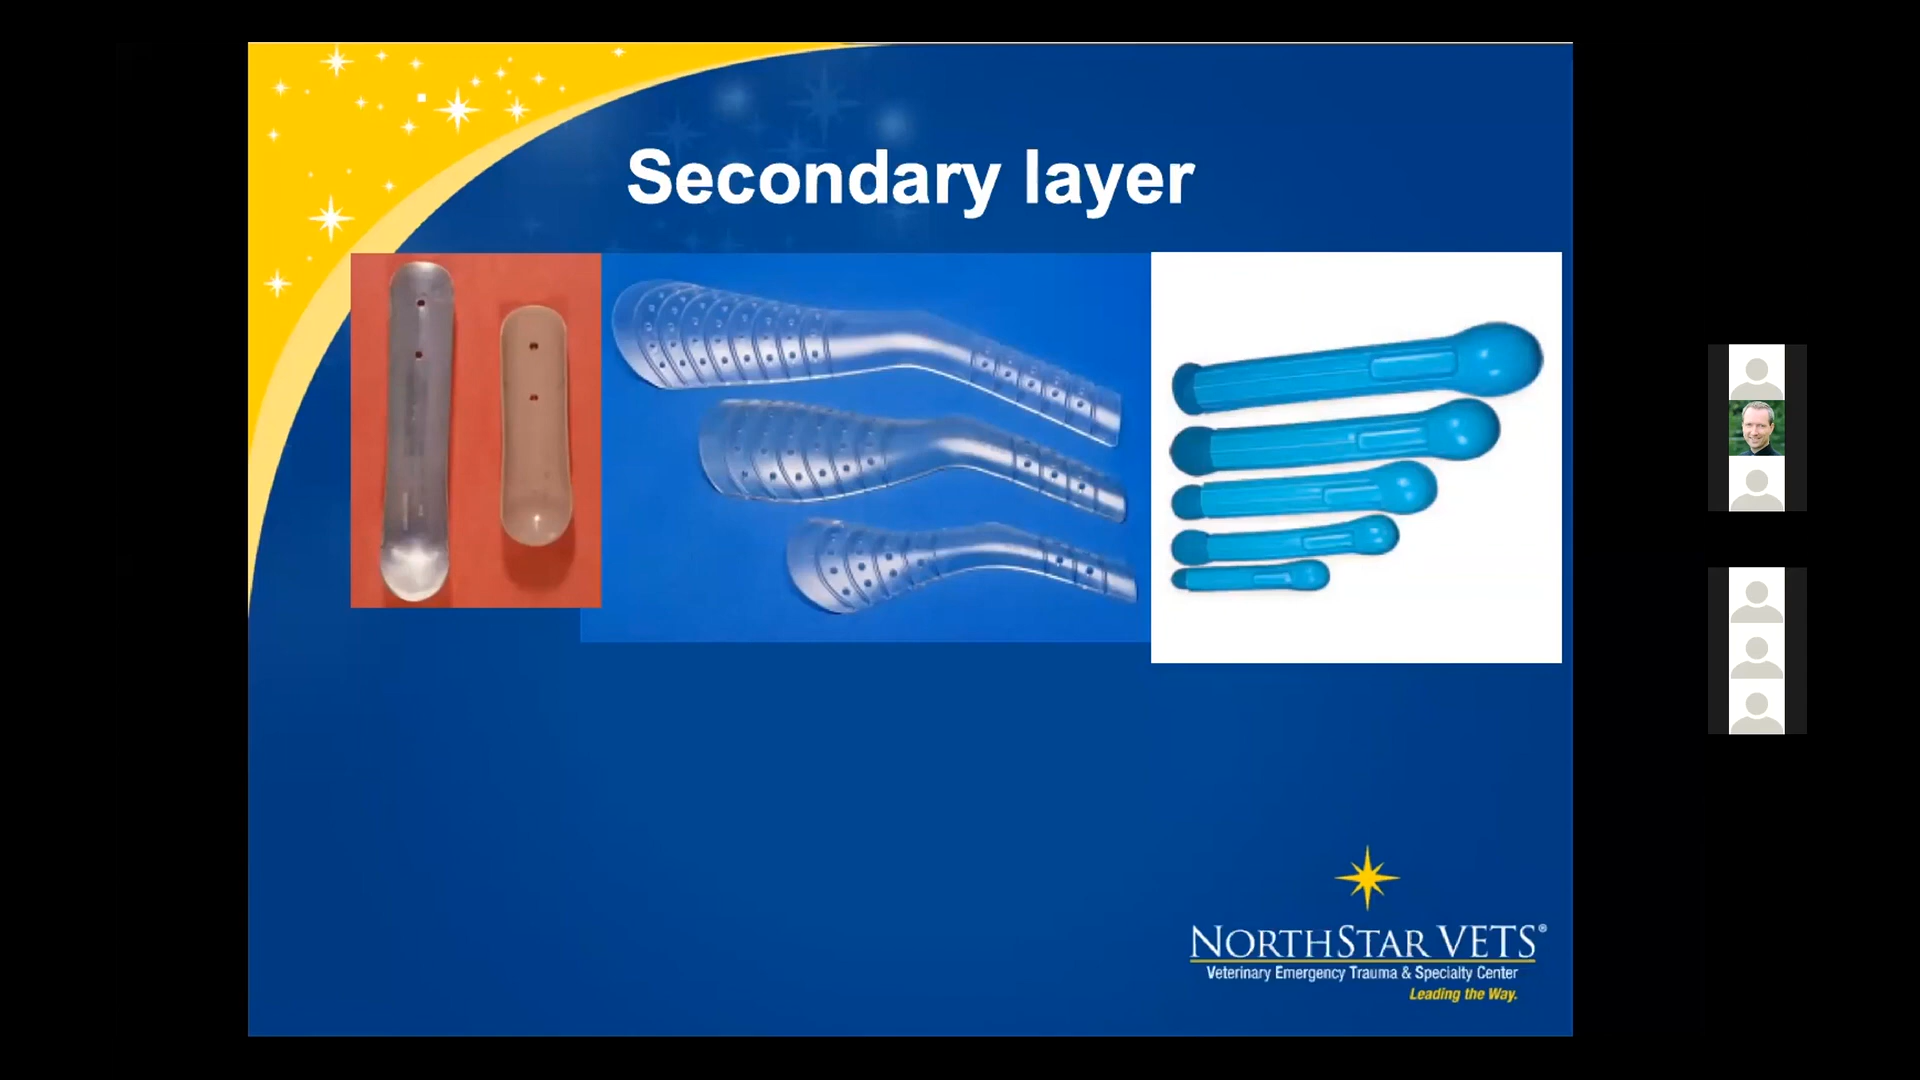 Secondary layer
NORTHSTAR VETS®
Veterinary Emergency Trauma & Specialty Center
Leading the Way.